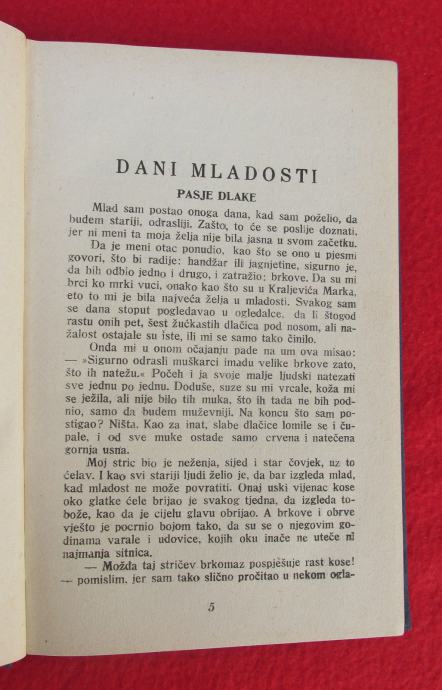 DANI MLADOSTI
PASJE DLAKE
Mlad sam postao onoga dana, kad sam poželio, da
budem stariji, odrasliji. Zašto, to će se poslije doznati,
jer ni meni ta moja želja nije bila jasna u svom začetku.
Da je meni otac ponudio, kao što se ono u pjesmi
govori, što bi radije: handžar ili jagnjetine, sigurno je,
da bih odbio jedno i drugo, i zatražio: brkove. Da su mi
brci ko mrki vuci, onako kao što su u Kraljevića Marka,
eto to mi je bila najveća želja u mladosti. Svakog sam
se dana stoput pogledavao u ogledalce, da li štogod
rastu onih pet, šest žućkastih dlačica pod nosom, ali na-
žalost ostajale su iste, ili mi se samo tako činilo.
Onda mi u onom očajanju pade na um ova misao:
— »Sigurno odrasli muškarci imadu velike brkove zato,
što ih natežu.« Počeh i ja svoje malje ljudski natezati
sve jednu po jednu. Doduše, suze su mi vrcale, koža mi
se ježila, ali nije bilo tih muka, što ih tada ne bih pod-
nio, samo da budem muževniji. Na koncu što sam po-
stigao? Ništa. Kao za inat, slabe dlačice lomile se i ču-
pale, i od sve muke ostade samo crvena i natečena
gornja usna.
Moj stric bio je neženja, sijed i star čovjek, uz to
ćelav. I kao svi stariji ljudi želio je, da bar izgleda mlad,
kad mladost ne može povratiti. Onaj uski vijenac kose
oko glatke ćele brijao je svakog tjedna, da izgleda to-
bože, kao da je cijelu glavu obrijao. A brkove i obrve
vješto je pocrnio bojom tako, da su se o njegovim go-
dinama varale i udovice, kojih oku inače ne uteče ni
najmanja sitnica.
— Možda taj stričev brkomaz pospješuje rast kose!
— pomislim, jer sam tako slično pročitao u nekom ogla-
5